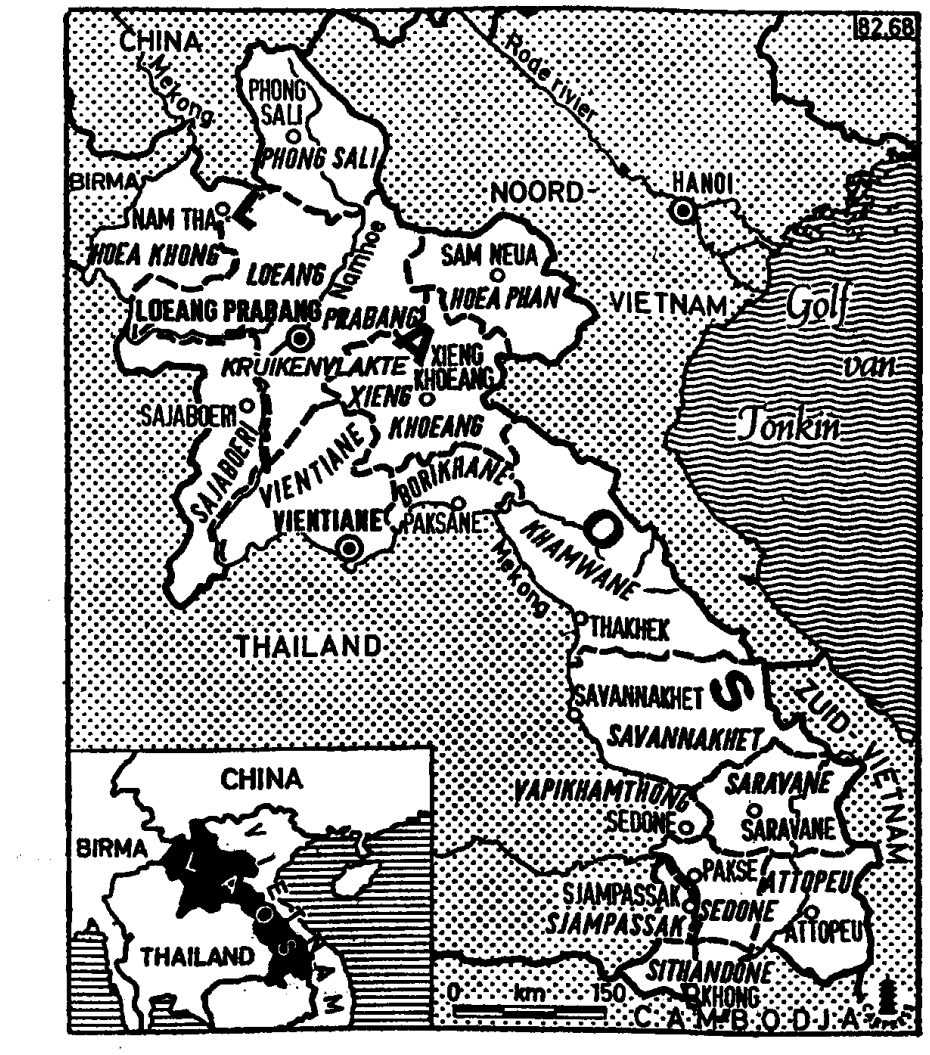 82.68
CHINA
Mekong
Rode rivier
PHONG
SALI
PHONG SALI
BIRMA
NOORD-
HANOI
NAM THA
L
HOEA KHONG
Namhoe
SAM NEUA
LOEANG
HOEA PHAN
VIETNAM
Golf
van
Tonkin
LOEANG PRABANG
PRABANG
A
KRUIKENVLAKTE
XIENG
KHOEANG
XIENG
KHOEANG
SAJABOERI
SAJABOERI
VIENTIANE
BORIKHANE
VIENTIANE
PAKSANE
O
KHAMWANE
Mekong
THAKHEK
THAILAND
S
SAVANNAKHET
SAVANNAKHET
ZUID-VIETNAM
VAPIKHAMTHONG
SARAVANE
SEDONE
SARAVANE
PAKSE
ATTOPEU
SJAMPASSAK
SEDONE
SJAMPASSAK
ATTOPEU
SITHANDONE
KHONG
0 km 150
CAMBODJA
CHINA
BIRMA
LAOS
VIETNAM
THAILAND